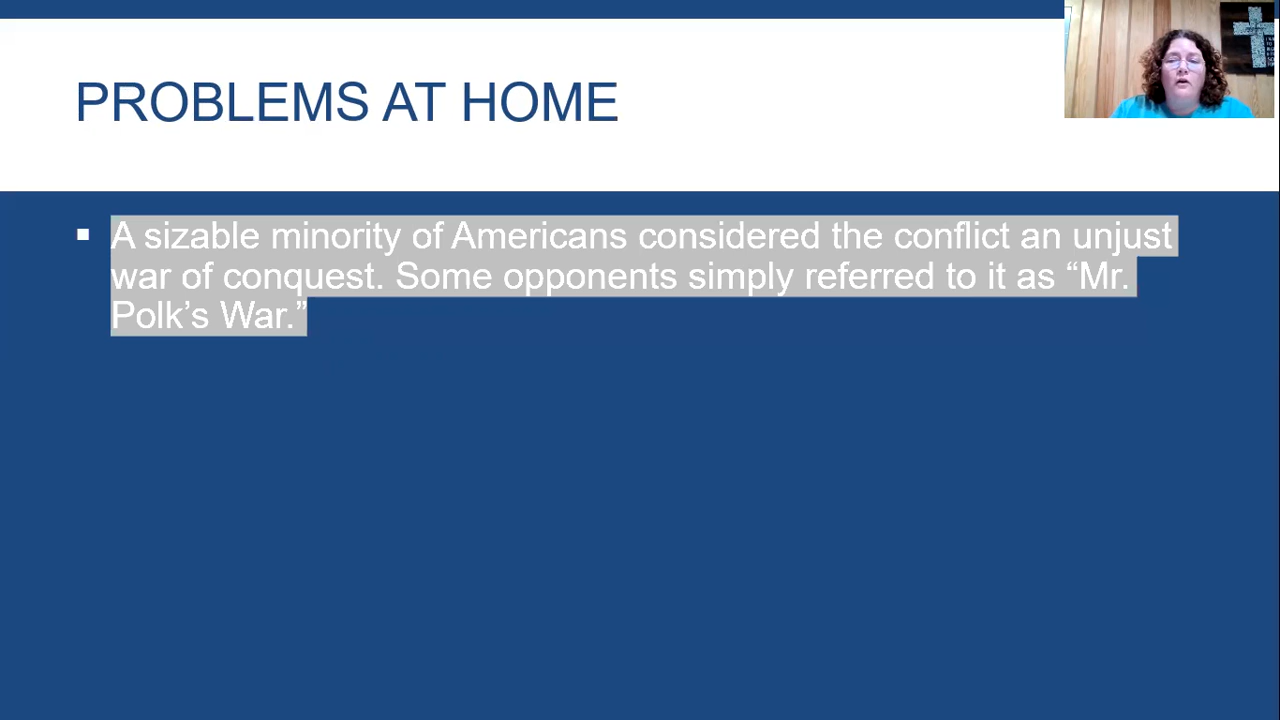 PROBLEMS AT HOME
▪ A sizable minority of Americans considered the conflict an unjust
war of conquest. Some opponents simply referred to it as “Mr.
Polk’s War.”